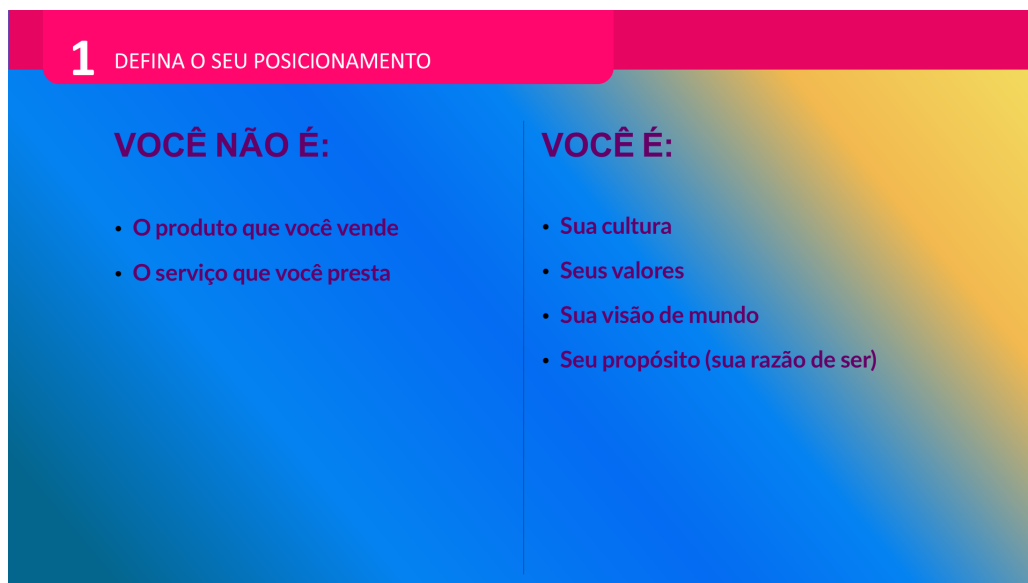 1 DEFINA O SEU POSICIONAMENTO
VOCÊ NÃO É:
• O produto que você vende
• O serviço que você presta
VOCÊ É:
• Sua cultura
• Seus valores
• Sua visão de mundo
• Seu propósito (sua razão de ser)